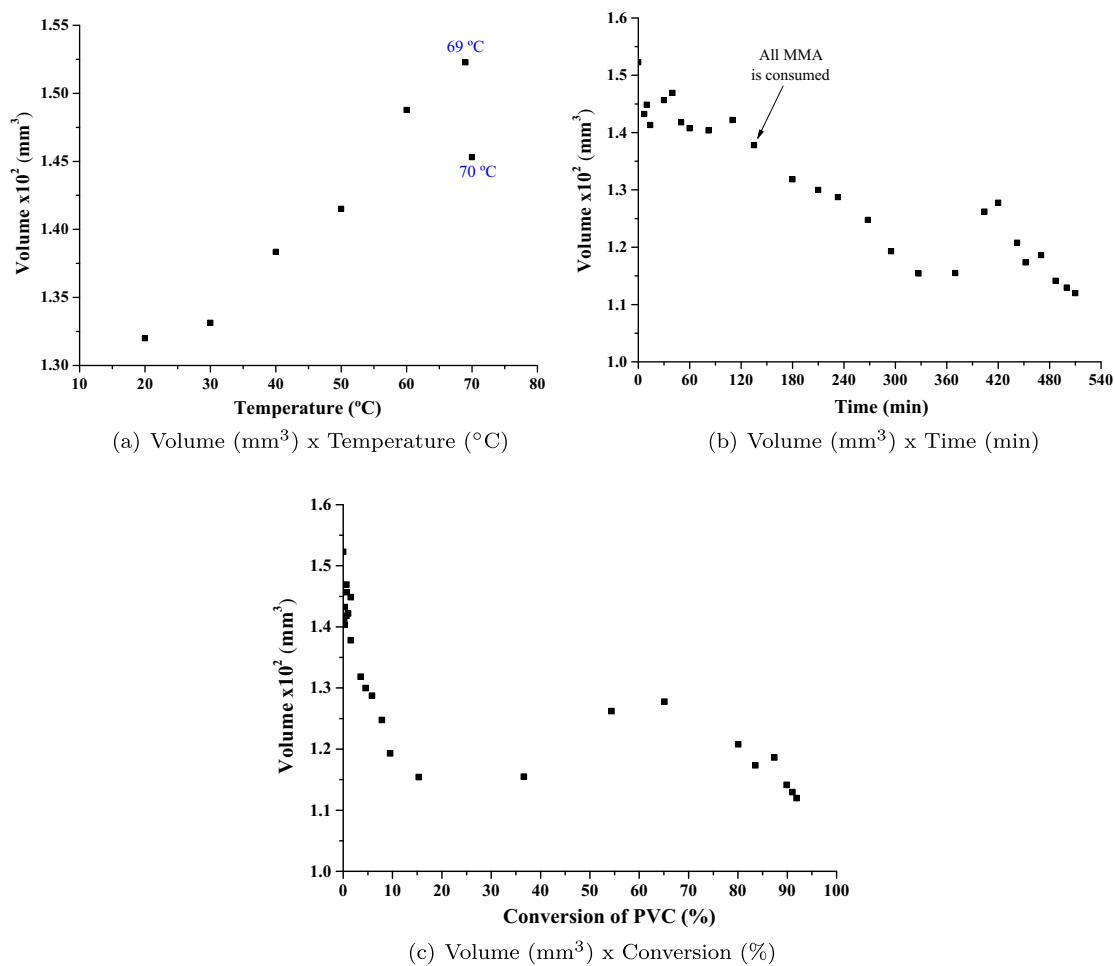 1.55
1.50
1.45
1.40
1.35
1.30
10 20 30 40 50 60 70 80
Volume x10² (mm³)
Temperature (ºC)
69 ºC
70 ºC
(a) Volume (mm³) x Temperature (°C)
1.6
1.5
1.4
1.3
1.2
1.1
1.0
0 60 120 180 240 300 360 420 480 540
Volume x10² (mm³)
Time (min)
All MMA
is consumed
(b) Volume (mm³) x Time (min)
1.6
1.5
1.4
1.3
1.2
1.1
1.0
0 10 20 30 40 50 60 70 80 90 100
Volume x10² (mm³)
Conversion of PVC (%)
(c) Volume (mm³) x Conversion (%)